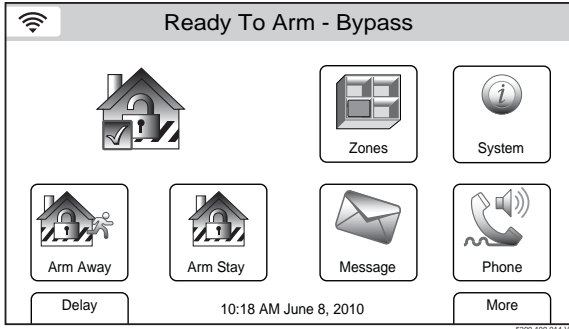 Ready To Arm - Bypass
Zones
System
Arm Away
Arm Stay
Message
Phone
Delay
10:18 AM June 8, 2010
More